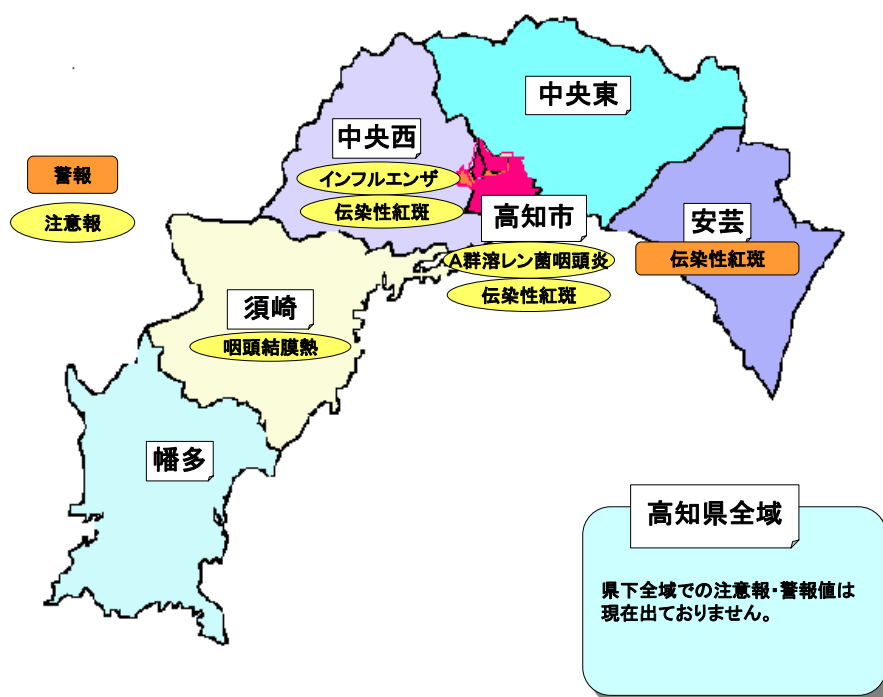 中央東
中央西
警報
インフルエンザ
注意報
伝染性紅斑
高知市
安芸
A群溶レン菌咽頭炎
伝染性紅斑
伝染性紅斑
須崎
咽頭結膜熱
幡多
高知県全域
県下全域での注意報・警報値は
現在出ておりません。